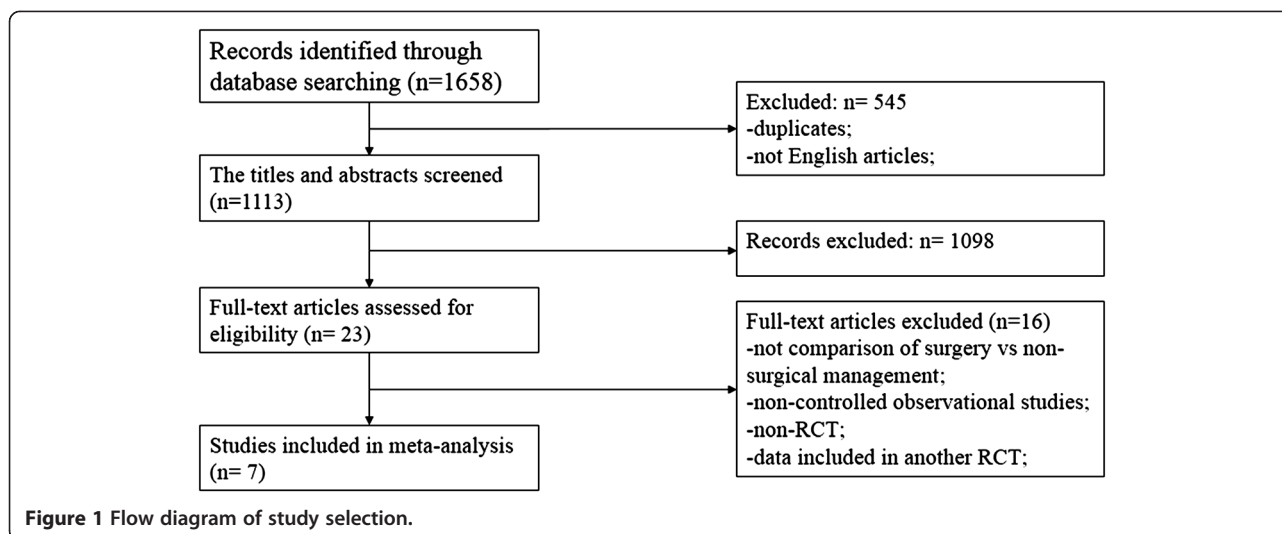 Records identified through
database searching (n=1658)
Excluded: n= 545
-duplicates;
-not English articles;
The titles and abstracts screened
(n=1113)
Records excluded: n= 1098
Full-text articles assessed for
eligibility (n= 23)
Full-text articles excluded (n=16)
-not comparison of surgery vs non-
surgical management;
-non-controlled observational studies;
-non-RCT;
-data included in another RCT;
Studies included in meta-analysis
(n= 7)
Figure 1 Flow diagram of study selection.